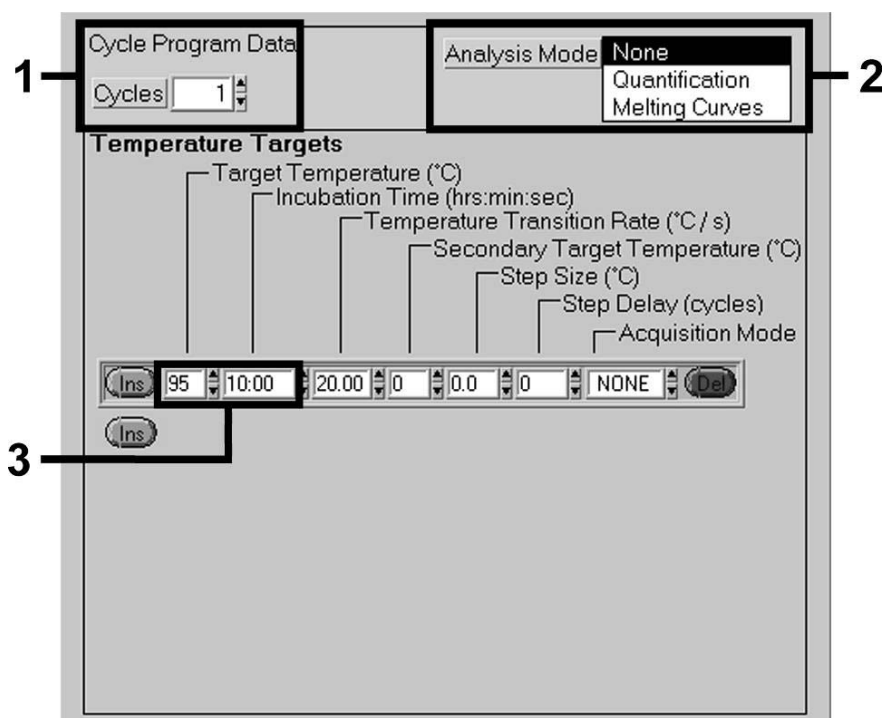 Cycle Program Data
Cycles 1
1
Analysis Mode None
Quantification
Melting Curves
2
Temperature Targets
Target Temperature (°C)
Incubation Time (hrs:min:sec)
Temperature Transition Rate (°C / s)
Secondary Target Temperature (°C)
Step Size (°C)
Step Delay (cycles)
Acquisition Mode
Ins 95 10:00 20.00 0 0.0 0 NONE Del
Ins
3